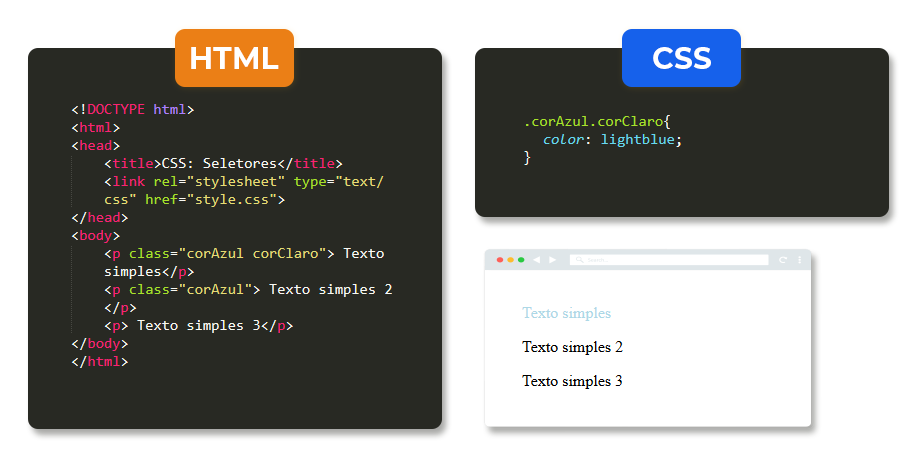 HTML
<!DOCTYPE html>
<html>
<head>
<title>CSS: Seletores</title>
<link rel="stylesheet" type="text/
css" href="style.css">
</head>
<body>
<p class="corAzul corClaro"> Texto
simples</p>
<p class="corAzul"> Texto simples 2
</p>
<p> Texto simples 3</p>
</body>
</html>
CSS
.corAzul.corClaro{
color: lightblue;
}
Texto simples
Texto simples 2
Texto simples 3